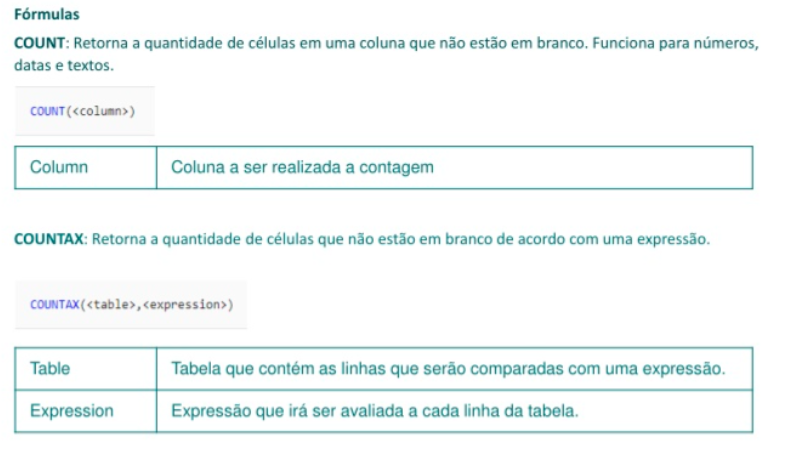 Fórmulas
COUNT: Retorna a quantidade de células em uma coluna que não estão em branco. Funciona para números,
datas e textos.
COUNT(<column>)
Column Coluna a ser realizada a contagem
COUNTAX: Retorna a quantidade de células que não estão em branco de acordo com uma expressão.
COUNTAX(<table>,<expression>)
Table Tabela que contém as linhas que serão comparadas com uma expressão.
Expression Expressão que irá ser avaliada a cada linha da tabela.